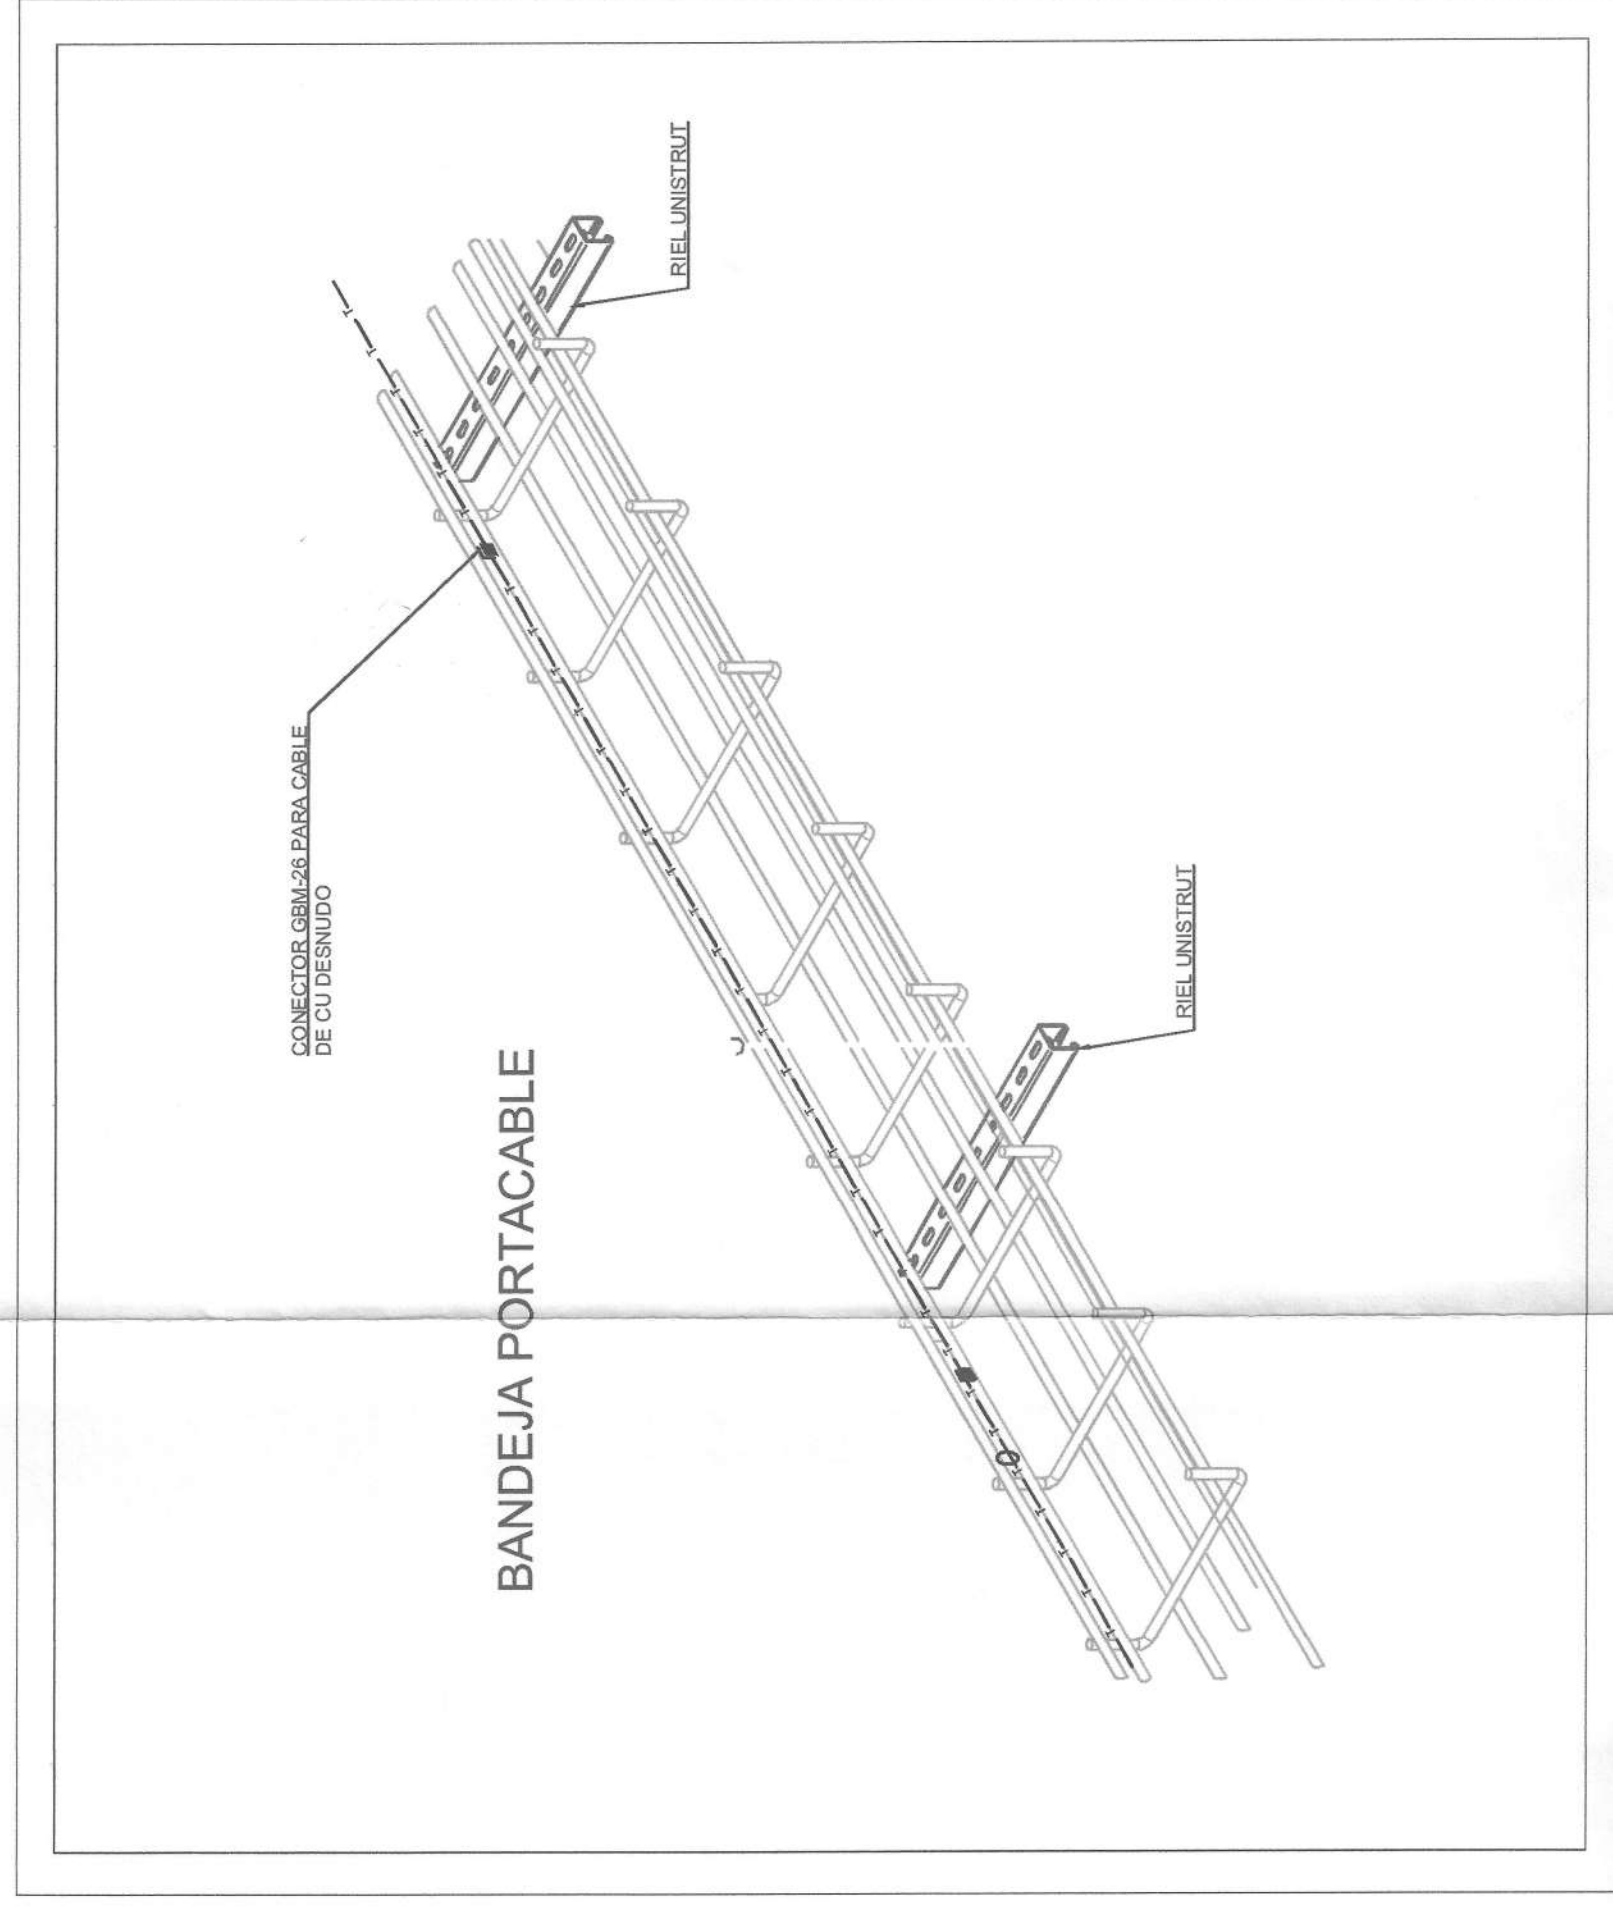 CONECTOR GBM-26 PARA CABLE
DE CU DESNUDO
BANDEJA PORTACABLE
RIEL UNISTRUT
RIEL UNISTRUT